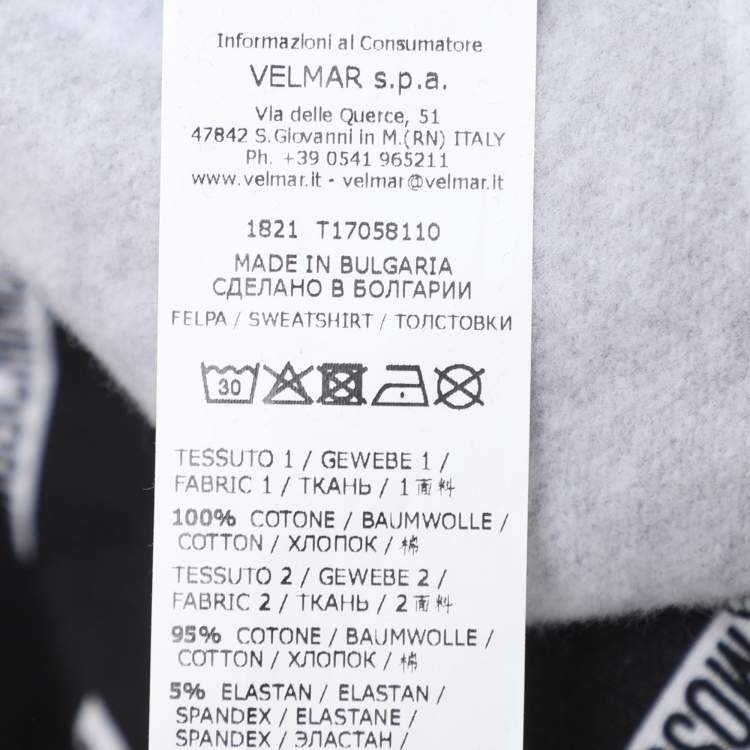 Informazioni al Consumatore
VELMAR s.p.a.
Via delle Querce, 51
47842 S.Giovanni in M.(RN) ITALY
Ph. +39 0541 965211
www.velmar.it - velmar@velmar.it
1821 T17058110
MADE IN BULGARIA
СДЕЛАНО В БОЛГАРИИ
FELPA / SWEATSHIRT / ТОЛСТОВКИ
30
TESSUTO 1 / GEWEBE 1 /
FABRIC 1 / ТКАНЬ / 1 面料
100% COTONE / BAUMWOLLE /
COTTON / ХЛОПОК / 棉
TESSUTO 2 / GEWEBE 2 /
FABRIC 2 / ТКАНЬ / 2 面料
95% COTONE / BAUMWOLLE /
COTTON / ХЛОПОК / 棉
5% ELASTAN / ELASTAN /
SPANDEX / ELASTANE /
SPANDEX / ЭЛАСТАН /